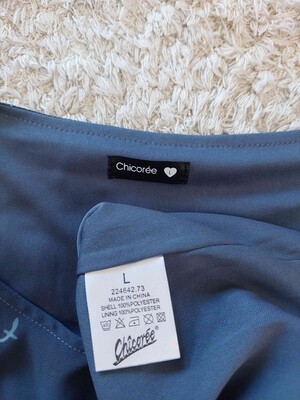 Chicorée L
L
224642.73
MADE IN CHINA
SHELL 100% POLYESTER
LINING 100% POLYESTER
Chicorée